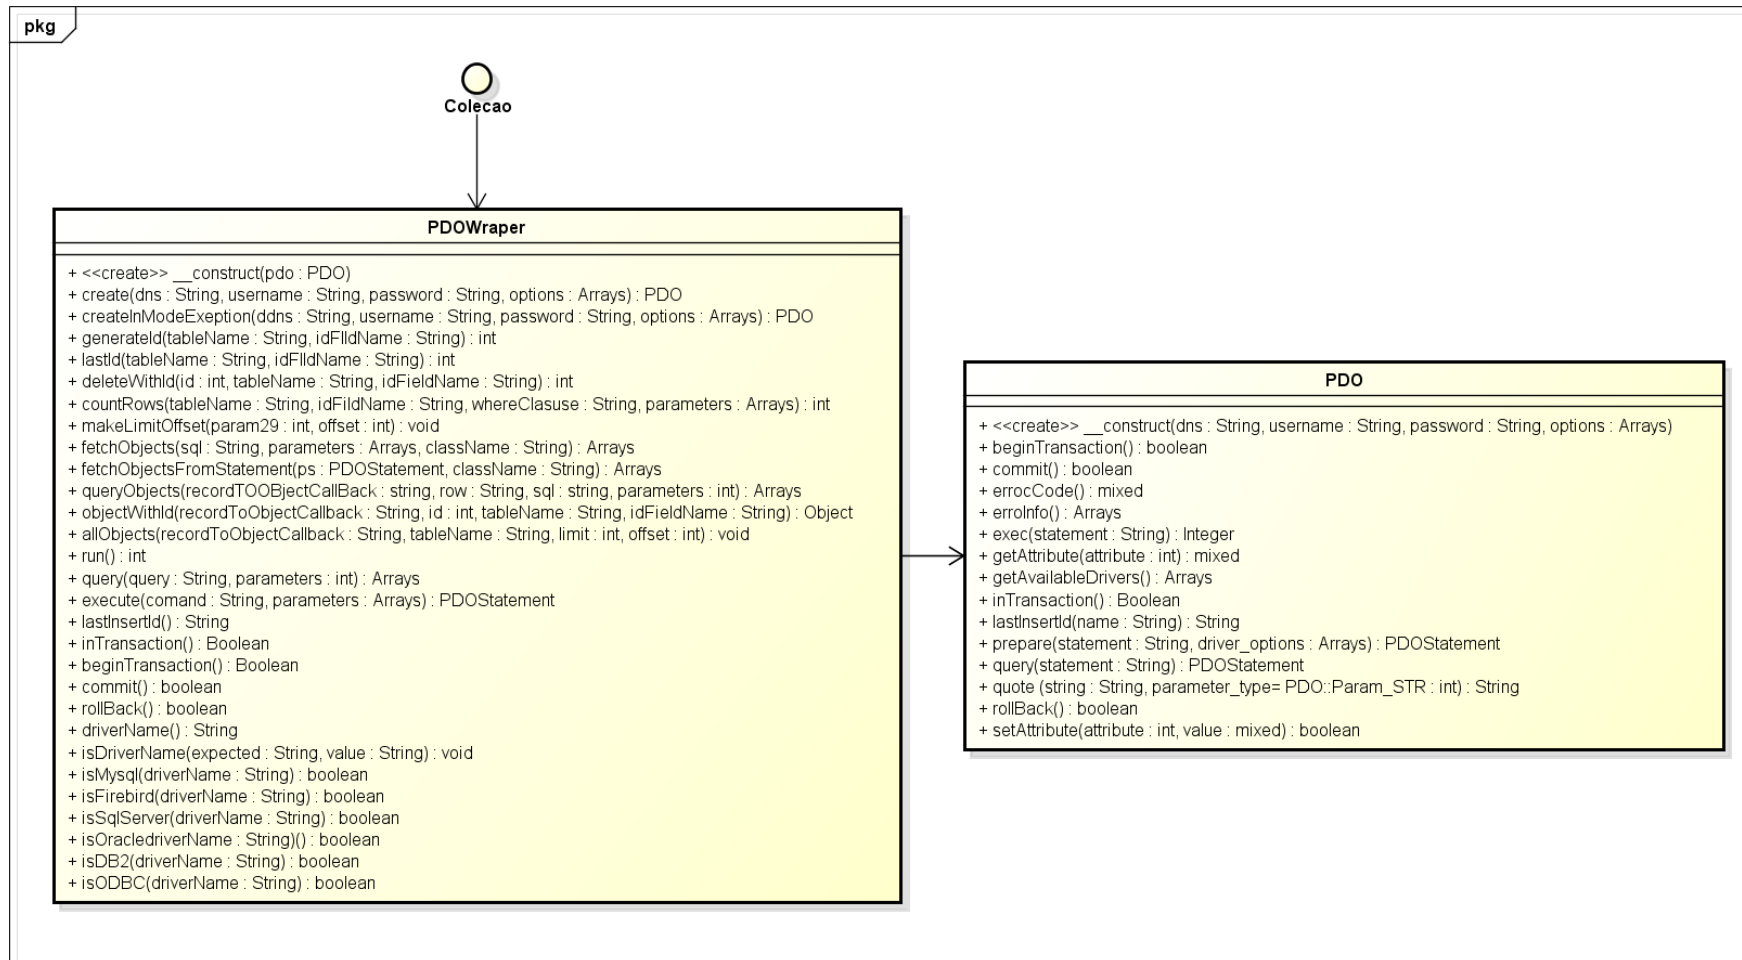 pkg
Colecao
PDOWraper
+ <<create>> __construct(pdo : PDO)
+ create(dns : String, username : String, password : String, options : Arrays) : PDO
+ createInModeExeption(ddns : String, username : String, password : String, options : Arrays) : PDO
+ generateId(tableName : String, idFIldName : String) : int
+ lastId(tableName : String, idFIldName : String) : int
+ deleteWithId(id : int, tableName : String, idFieldName : String) : int
+ countRows(tableName : String, idFildName : String, whereClasuse : String, parameters : Arrays) : int
+ makeLimitOffset(param29 : int, offset : int) : void
+ fetchObjects(sql : String, parameters : Arrays, className : String) : Arrays
+ fetchObjectsFromStatement(ps : PDOStatement, className : String) : Arrays
+ queryObjects(recordTOOBjectCallBack : string, row : String, sql : string, parameters : int) : Arrays
+ objectWithId(recordToObjectCallback : String, id : int, tableName : String, idFieldName : String) : Object
+ allObjects(recordToObjectCallback : String, tableName : String, limit : int, offset : int) : void
+ run() : int
+ query(query : String, parameters : int) : Arrays
+ execute(comand : String, parameters : Arrays) : PDOStatement
+ lastInsertId() : String
+ inTransaction() : Boolean
+ beginTransaction() : Boolean
+ commit() : boolean
+ rollBack() : boolean
+ driverName() : String
+ isDriverName(expected : String, value : String) : void
+ isMysql(driverName : String) : boolean
+ isFirebird(driverName : String) : boolean
+ isSqlServer(driverName : String) : boolean
+ isOracledriverName : String)() : boolean
+ isDB2(driverName : String) : boolean
+ isODBC(driverName : String) : boolean
PDO
+ <<create>> __construct(dns : String, username : String, password : String, options : Arrays)
+ beginTransaction() : boolean
+ commit() : boolean
+ errocCode() : mixed
+ erroInfo() : Arrays
+ exec(statement : String) : Integer
+ getAttribute(attribute : int) : mixed
+ getAvailableDrivers() : Arrays
+ inTransaction() : Boolean
+ lastInsertId(name : String) : String
+ prepare(statement : String, driver_options : Arrays) : PDOStatement
+ query(statement : String) : PDOStatement
+ quote (string : String, parameter_type= PDO::Param_STR : int) : String
+ rollBack() : boolean
+ setAttribute(attribute : int, value : mixed) : boolean